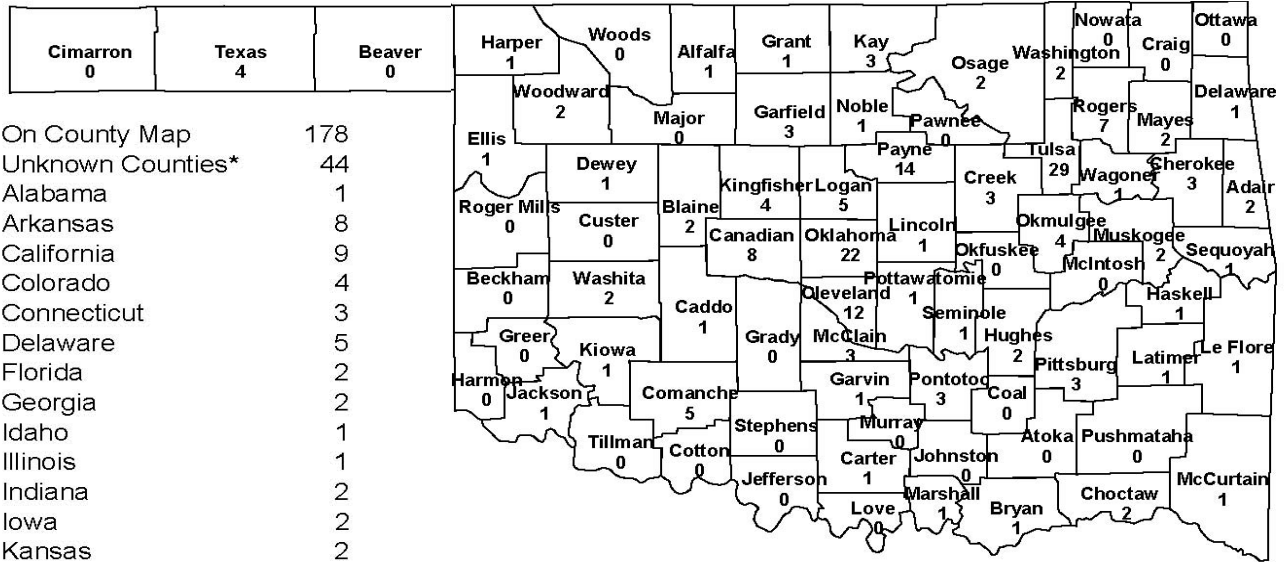 Cimarron
0
Texas
4
Beaver
0
Harper
1
Woods
0
Alfalfa
1
Grant
1
Kay
3
Osage
2
Washington
2
Nowata
0
Craig
0
Ottawa
0
Woodward
2
Major
0
Garfield
3
Noble
1
Pawnee
0
Rogers
7
Mayes
2
Delaware
1
Ellis
1
Dewey
1
Blaine
2
Kingfisher
4
Logan
5
Payne
14
Creek
3
Tulsa
29
Wagoner
1
Cherokee
3
Adair
2
Roger Mills
0
Custer
0
Canadian
8
Oklahoma
22
Lincoln
1
Okfuskee
0
Okmulgee
4
Muskogee
2
McIntosh
0
Sequoyah
1
Beckham
0
Washita
2
Caddo
1
Grady
0
Cleveland
12
McClain
3
Pottawatomie
1
Seminole
1
Hughes
2
Haskell
1
Greer
0
Kiowa
1
Pittsburg
3
Latimer
1
Le Flore
1
Harmon
0
Jackson
1
Comanche
5
Garvin
1
Pontotoc
3
Coal
0
Tillman
0
Cotton
0
Stephens
0
Murray
0
Carter
1
Johnston
0
Atoka
0
Pushmataha
0
McCurtain
1
Jefferson
0
Love
0
Marshall
1
Bryan
1
Choctaw
2
On County Map 178
Unknown Counties* 44
Alabama 1
Arkansas 8
California 9
Colorado 4
Connecticut 3
Delaware 5
Florida 2
Georgia 2
Idaho 1
Illinois 1
Indiana 2
Iowa 2
Kansas 2